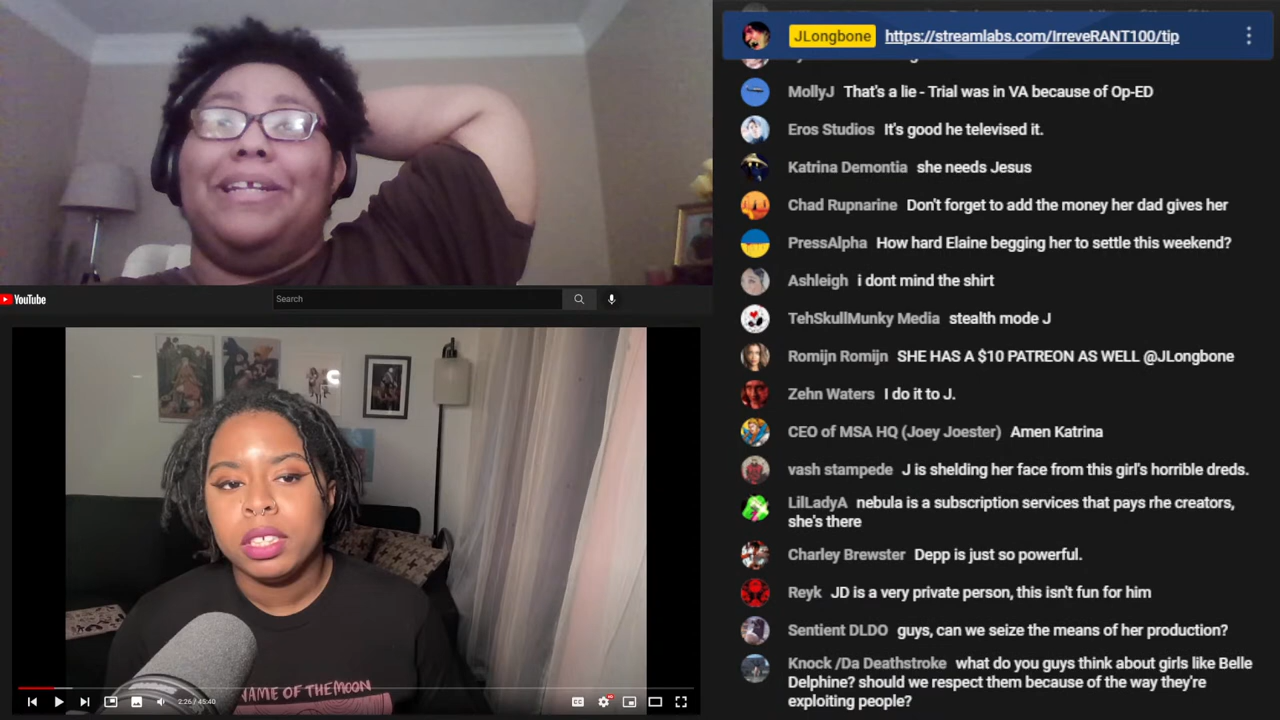 JLongbone https://streamlabs.com/IrreveRANT100/tip
MollyJ That's a lie - Trial was in VA because of Op-ED
Eros Studios It's good he televised it.
Katrina Demontia she needs Jesus
Chad Rupnarine Don't forget to add the money her dad gives her
PressAlpha How hard Elaine begging her to settle this weekend?
Ashleigh i dont mind the shirt
TehSkullMunky Media stealth mode J
Romijn Romijn SHE HAS A $10 PATREON AS WELL @JLongbone
Zehn Waters I do it to J.
CEO of MSA HQ (Joey Joester) Amen Katrina
vash stampede J is shelding her face from this girl's horrible dreds.
LilLadyA nebula is a subscription services that pays rhe creators,
she's there
Charley Brewster Depp is just so powerful.
Reyk JD is a very private person, this isn't fun for him
Sentient DLDO guys, can we seize the means of her production?
Knock /Da Deathstroke what do you guys think about girls like Belle
Delphine? should we respect them because of the way they're
exploiting people?
YouTube
Search
NAME OF THE MOON
2:26 / 45:40